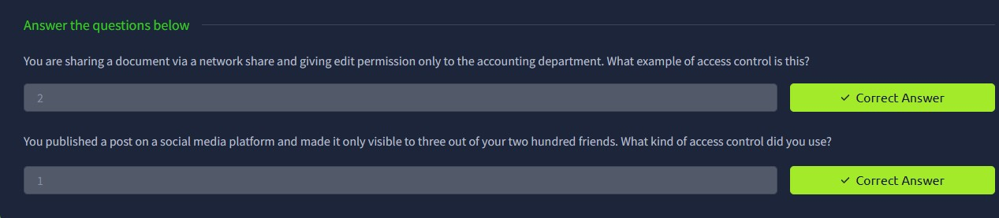 Answer the questions below
You are sharing a document via a network share and giving edit permission only to the accounting department. What example of access control is this?
2
✓ Correct Answer
You published a post on a social media platform and made it only visible to three out of your two hundred friends. What kind of access control did you use?
1
✓ Correct Answer